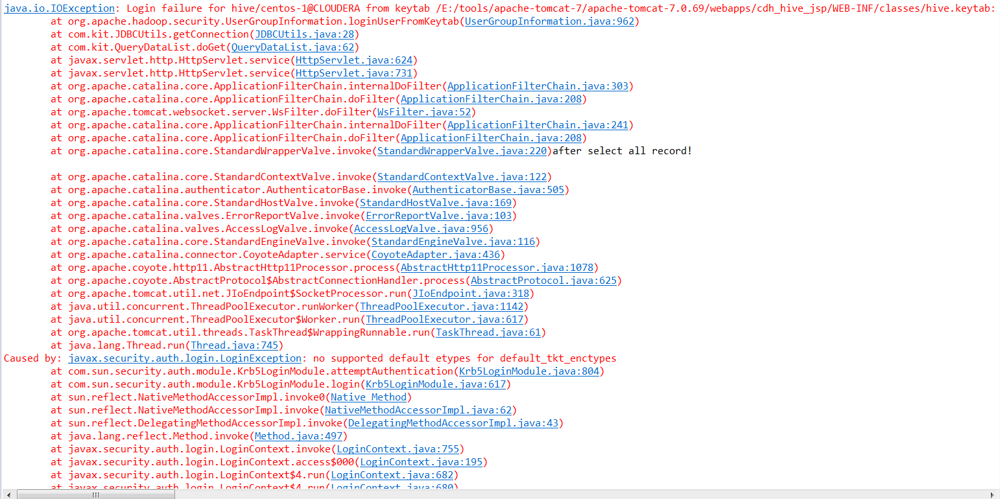 java.io.IOException: Login failure for hive/centos-1@CLOUDERA from keytab /E:/tools/apache-tomcat-7/apache-tomcat-7.0.69/webapps/cdh_hive_jsp/WEB-INF/classes/hive.keytab:
at org.apache.hadoop.security.UserGroupInformation.loginUserFromKeytab(UserGroupInformation.java:962)
at com.kit.JDBCUtils.getConnection(JDBCUtils.java:28)
at com.kit.QueryDataList.doGet(QueryDataList.java:62)
at javax.servlet.http.HttpServlet.service(HttpServlet.java:624)
at javax.servlet.http.HttpServlet.service(HttpServlet.java:731)
at org.apache.catalina.core.ApplicationFilterChain.internalDoFilter(ApplicationFilterChain.java:303)
at org.apache.catalina.core.ApplicationFilterChain.doFilter(ApplicationFilterChain.java:208)
at org.apache.tomcat.websocket.server.WsFilter.doFilter(WsFilter.java:52)
at org.apache.catalina.core.ApplicationFilterChain.internalDoFilter(ApplicationFilterChain.java:241)
at org.apache.catalina.core.ApplicationFilterChain.doFilter(ApplicationFilterChain.java:208)
at org.apache.catalina.core.StandardWrapperValve.invoke(StandardWrapperValve.java:220)after select all record!
at org.apache.catalina.core.StandardContextValve.invoke(StandardContextValve.java:122)
at org.apache.catalina.authenticator.AuthenticatorBase.invoke(AuthenticatorBase.java:505)
at org.apache.catalina.core.StandardHostValve.invoke(StandardHostValve.java:169)
at org.apache.catalina.valves.ErrorReportValve.invoke(ErrorReportValve.java:103)
at org.apache.catalina.valves.AccessLogValve.invoke(AccessLogValve.java:956)
at org.apache.catalina.core.StandardEngineValve.invoke(StandardEngineValve.java:116)
at org.apache.catalina.connector.CoyoteAdapter.service(CoyoteAdapter.java:436)
at org.apache.coyote.http11.AbstractHttp11Processor.process(AbstractHttp11Processor.java:1078)
at org.apache.coyote.AbstractProtocol$AbstractConnectionHandler.process(AbstractProtocol.java:625)
at org.apache.tomcat.util.net.JIoEndpoint$SocketProcessor.run(JIoEndpoint.java:318)
at java.util.concurrent.ThreadPoolExecutor.runWorker(ThreadPoolExecutor.java:1142)
at java.util.concurrent.ThreadPoolExecutor$Worker.run(ThreadPoolExecutor.java:617)
at org.apache.tomcat.util.threads.TaskThread$WrappingRunnable.run(TaskThread.java:61)
at java.lang.Thread.run(Thread.java:745)
Caused by: javax.security.auth.login.LoginException: no supported default etypes for default_tkt_enctypes
at com.sun.security.auth.module.Krb5LoginModule.attemptAuthentication(Krb5LoginModule.java:804)
at com.sun.security.auth.module.Krb5LoginModule.login(Krb5LoginModule.java:617)
at sun.reflect.NativeMethodAccessorImpl.invoke0(Native Method)
at sun.reflect.NativeMethodAccessorImpl.invoke(NativeMethodAccessorImpl.java:62)
at sun.reflect.DelegatingMethodAccessorImpl.invoke(DelegatingMethodAccessorImpl.java:43)
at java.lang.reflect.Method.invoke(Method.java:497)
at javax.security.auth.login.LoginContext.invoke(LoginContext.java:755)
at javax.security.auth.login.LoginContext.access$000(LoginContext.java:195)
at javax.security.auth.login.LoginContext$4.run(LoginContext.java:682)
at javax.security.auth.login.LoginContext$4.run(LoginContext.java:680)